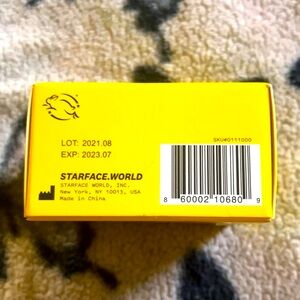 LOT: 2021.08
EXP: 2023.07
SKU#0111000
STARFACE.WORLD
STARFACE WORLD, INC.
New York, NY 10013, USA
Made in China
8 60002 10680 9